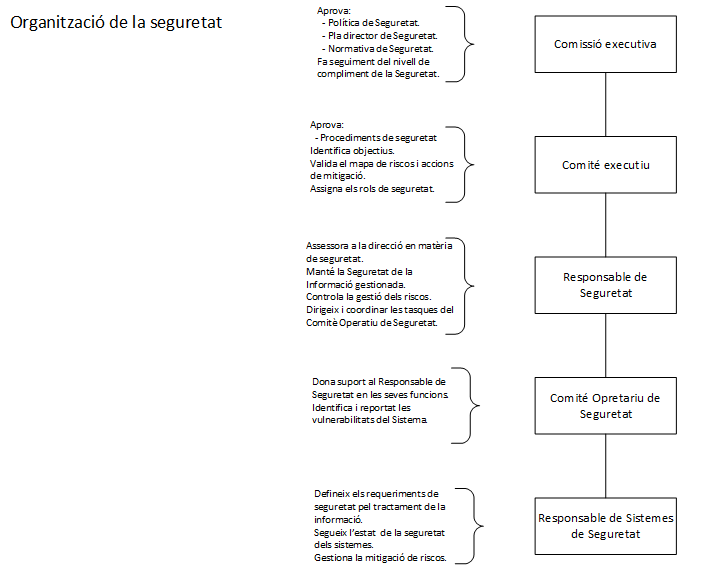 Organització de la seguretat
Aprova:
- Política de Seguretat.
- Pla director de Seguretat.
- Normativa de Seguretat.
Fa seguiment del nivell de
compliment de la Seguretat.
Comissió executiva
Aprova:
- Procediments de seguretat
Identifica objectius.
Valida el mapa de riscos i accions
de mitigació.
Assigna els rols de seguretat.
Comité executiu
Assessora a la direcció en matèria
de seguretat.
Manté la Seguretat de la
Informació gestionada.
Controla la gestió dels riscos.
Dirigeix i coordinar les tasques del
Comitè Operatiu de Seguretat.
Responsable de
Seguretat
Dona suport al Responsable de
Seguretat en les seves funcions.
Identifica i reportat les
vulnerabilitats del Sistema.
Comité Opretariu de
Seguretat
Defineix els requeriments de
seguretat pel tractament de la
informació.
Segueix l'estat de la seguretat
dels sistemes.
Gestiona la mitigació de riscos.
Responsable de Sistemes
de Seguretat